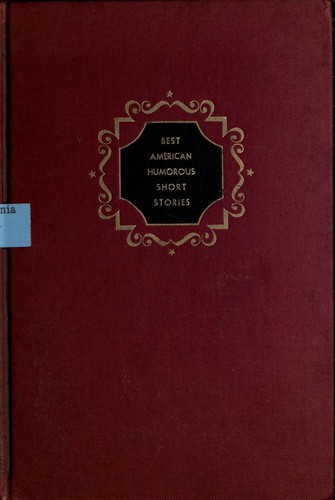 BEST
AMERICAN
HUMOROUS
SHORT
STORIES
nia